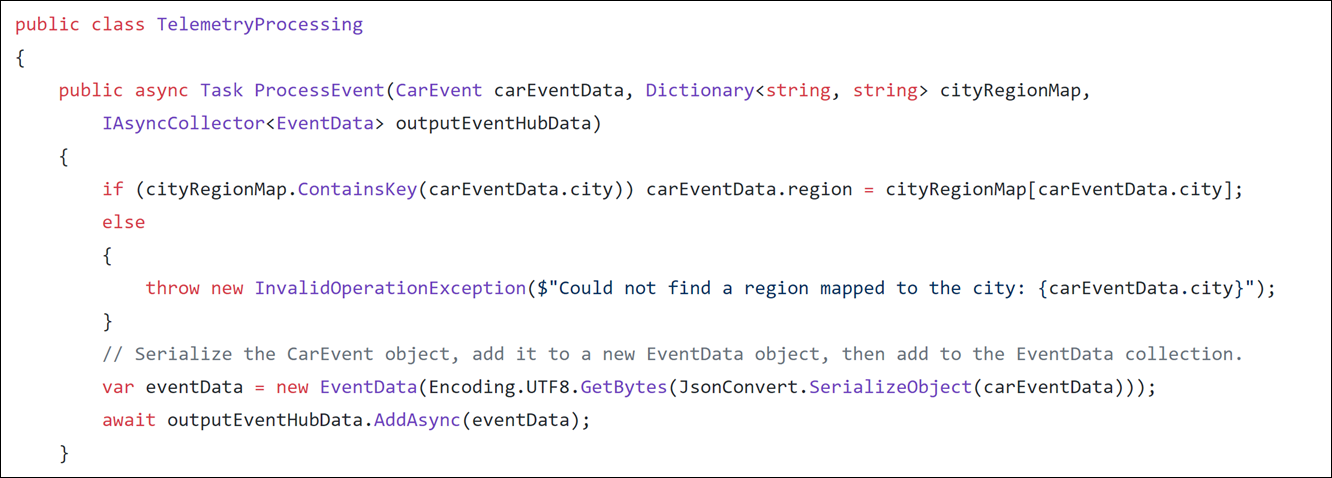 public class TelemetryProcessing
{
    public async Task ProcessEvent(CarEvent carEventData, Dictionary<string, string> cityRegionMap,
        IAsyncCollector<EventData> outputEventHubData)
    {
        if (cityRegionMap.ContainsKey(carEventData.city)) carEventData.region = cityRegionMap[carEventData.city];
        else
        {
            throw new InvalidOperationException($"Could not find a region mapped to the city: {carEventData.city}");
        }
        // Serialize the CarEvent object, add it to a new EventData object, then add to the EventData collection.
        var eventData = new EventData(Encoding.UTF8.GetBytes(JsonConvert.SerializeObject(carEventData)));
        await outputEventHubData.AddAsync(eventData);
    }